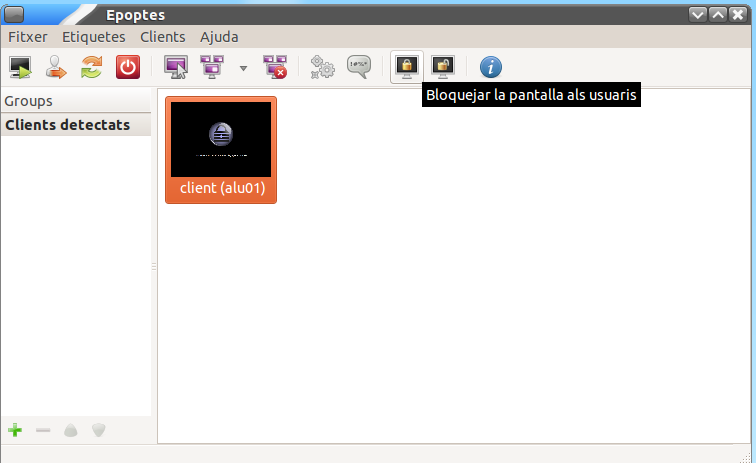 Epoptes
Fitxer Etiquetes Clients Ajuda
!#%*
Bloquejar la pantalla als usuaris
Groups
Clients detectats
client (alu01)